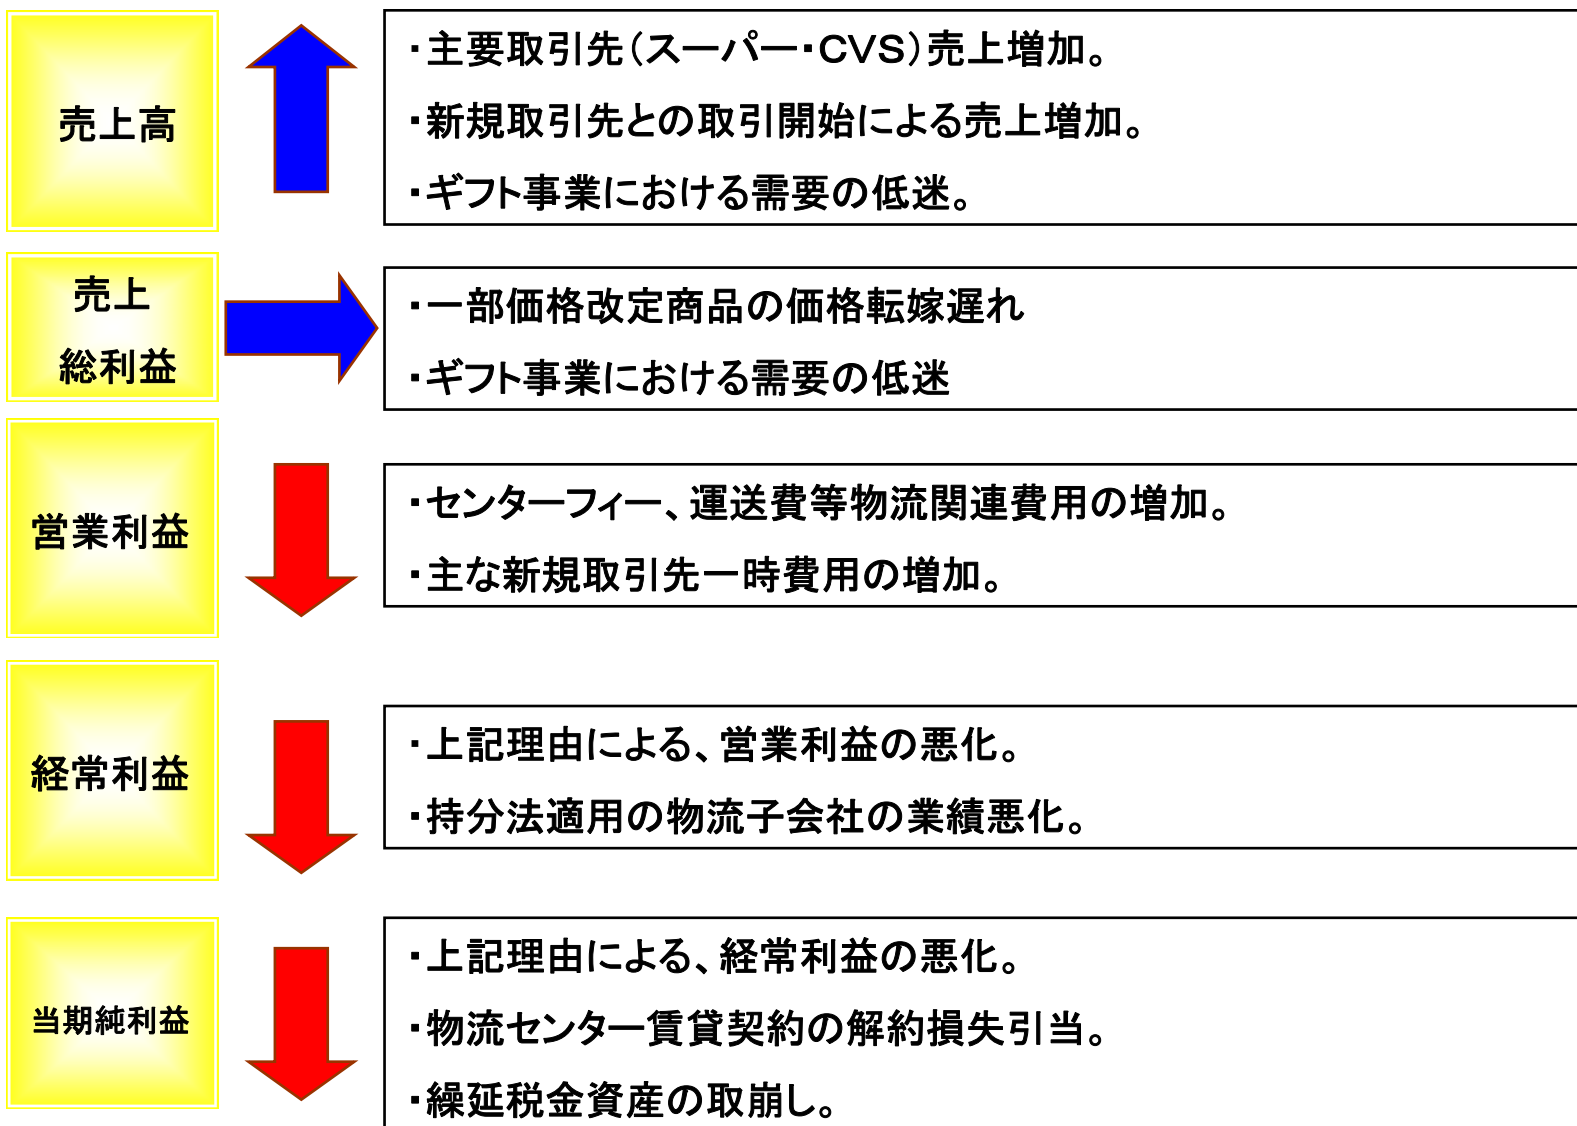 売上高
・主要取引先（スーパー・ＣＶＳ）売上増加。
・新規取引先との取引開始による売上増加。
・ギフト事業における需要の低迷。
売上
総利益
・一部価格改定商品の価格転嫁遅れ
・ギフト事業における需要の低迷
営業利益
・センターフィー、運送費等物流関連費用の増加。
・主な新規取引先一時費用の増加。
経常利益
・上記理由による、営業利益の悪化。
・持分法適用の物流子会社の業績悪化。
当期純利益
・上記理由による、経常利益の悪化。
・物流センター賃貸契約の解約損失引当。
・繰延税金資産の取崩し。